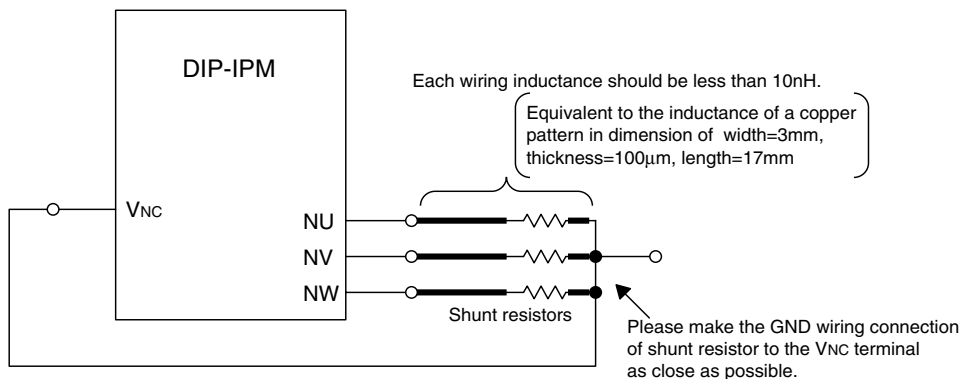 DIP-IPM
Each wiring inductance should be less than 10nH.
Equivalent to the inductance of a copper
pattern in dimension of width=3mm,
thickness=100μm, length=17mm
VNC
NU
NV
NW
Shunt resistors
Please make the GND wiring connection
of shunt resistor to the VNC terminal
as close as possible.